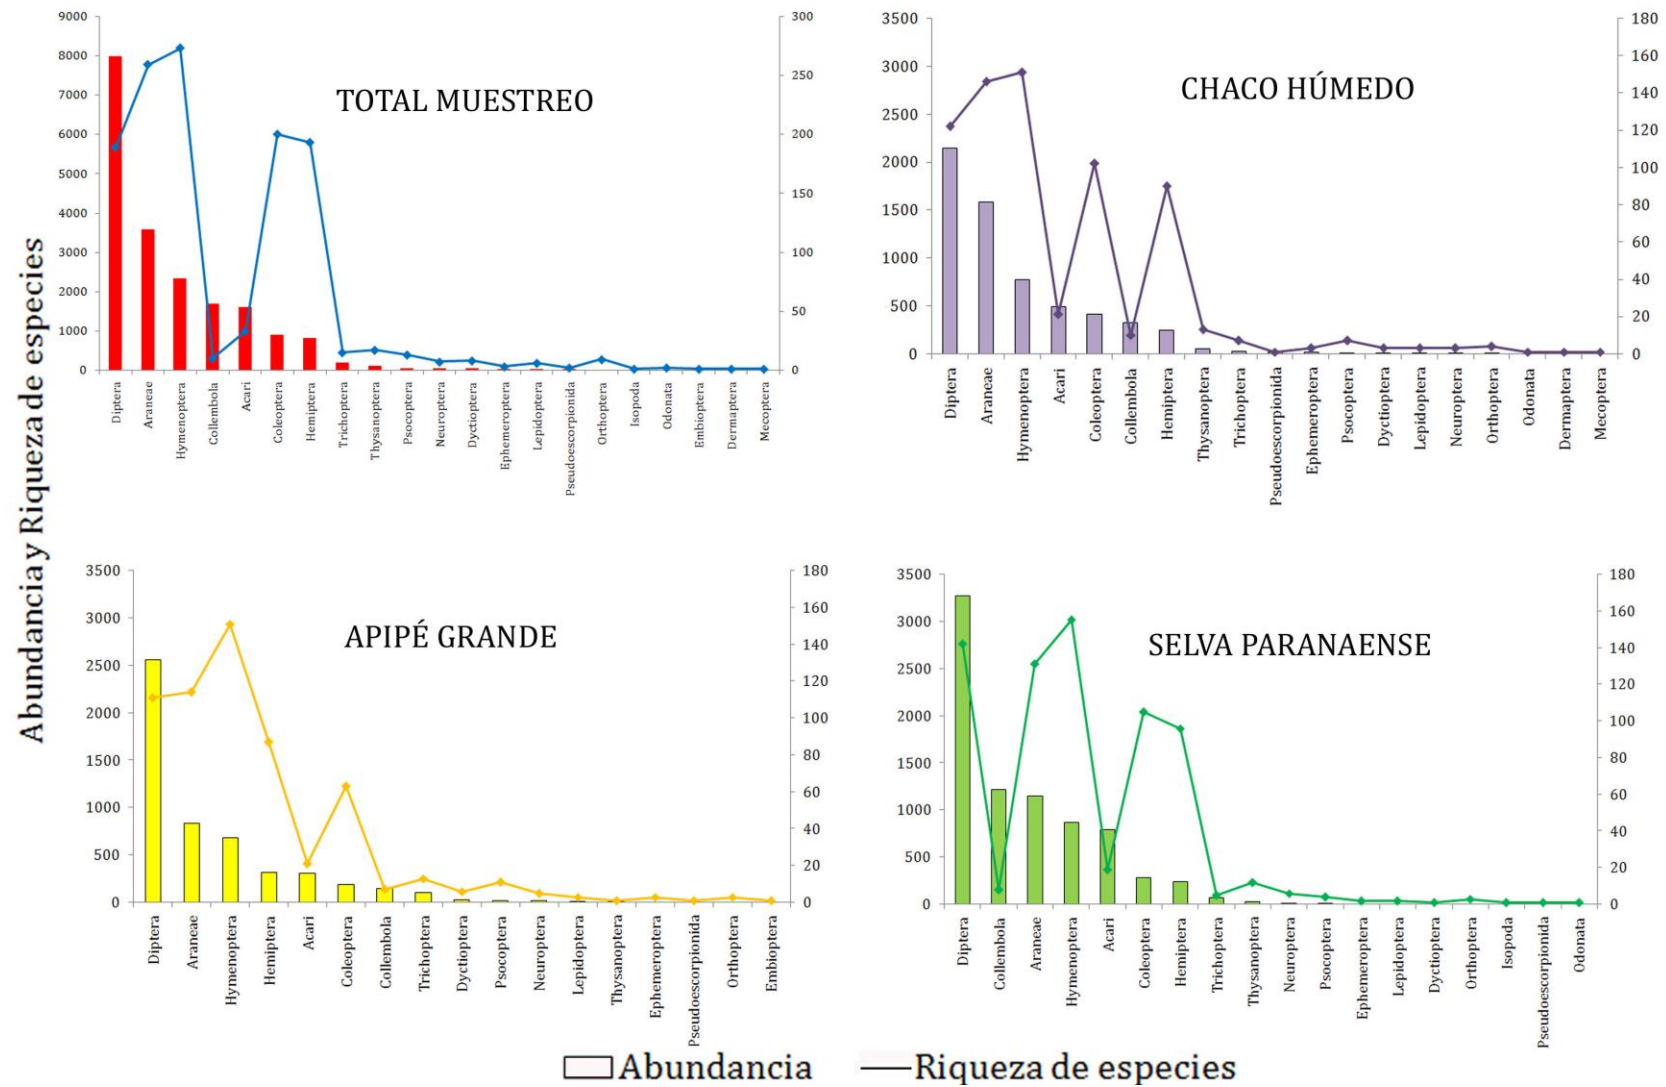 Abundancia y Riqueza de especies
TOTAL MUESTREO
9000
8000
7000
6000
5000
4000
3000
2000
1000
0
300
250
200
150
100
50
0
Diptera
Araneae
Hymenoptera
Collembola
Acari
Coleoptera
Hemiptera
Trichoptera
Thysanoptera
Psocoptera
Neuroptera
Dyctioptera
Ephemeroptera
Lepidoptera
Pseudoescorpionida
Orthoptera
Isopoda
Odonata
Embioptera
Dermaptera
Mecoptera
CHACO HÚMEDO
3500
3000
2500
2000
1500
1000
500
0
180
160
140
120
100
80
60
40
20
0
Diptera
Araneae
Hymenoptera
Acari
Coleoptera
Collembola
Hemiptera
Thysanoptera
Trichoptera
Pseudoescorpionida
Ephemeroptera
Psocoptera
Dyctioptera
Lepidoptera
Neuroptera
Orthoptera
Odonata
Dermaptera
Mecoptera
APIPÉ GRANDE
3500
3000
2500
2000
1500
1000
500
0
180
160
140
120
100
80
60
40
20
0
Diptera
Araneae
Hymenoptera
Hemiptera
Acari
Coleoptera
Collembola
Trichoptera
Dyctioptera
Psocoptera
Neuroptera
Lepidoptera
Thysanoptera
Ephemeroptera
Pseudoescorpionida
Orthoptera
Embioptera
SELVA PARANAENSE
3500
3000
2500
2000
1500
1000
500
0
180
160
140
120
100
80
60
40
20
0
Diptera
Collembola
Araneae
Hymenoptera
Acari
Coleoptera
Hemiptera
Trichoptera
Thysanoptera
Neuroptera
Psocoptera
Ephemeroptera
Lepidoptera
Dyctioptera
Orthoptera
Isopoda
Pseudoescorpionida
Odonata
Abundancia
Riqueza de especies